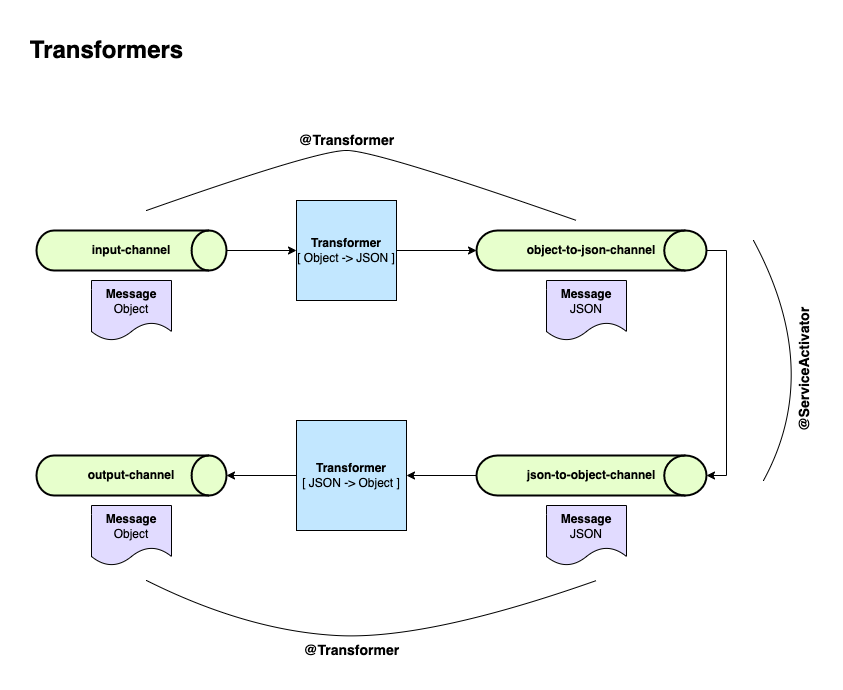 Transformers
@Transformer
input-channel
Transformer
[ Object -> JSON ]
object-to-json-channel
Message
Object
Message
JSON
@ServiceActivator
output-channel
Transformer
[ JSON -> Object ]
json-to-object-channel
Message
Object
Message
JSON
@Transformer